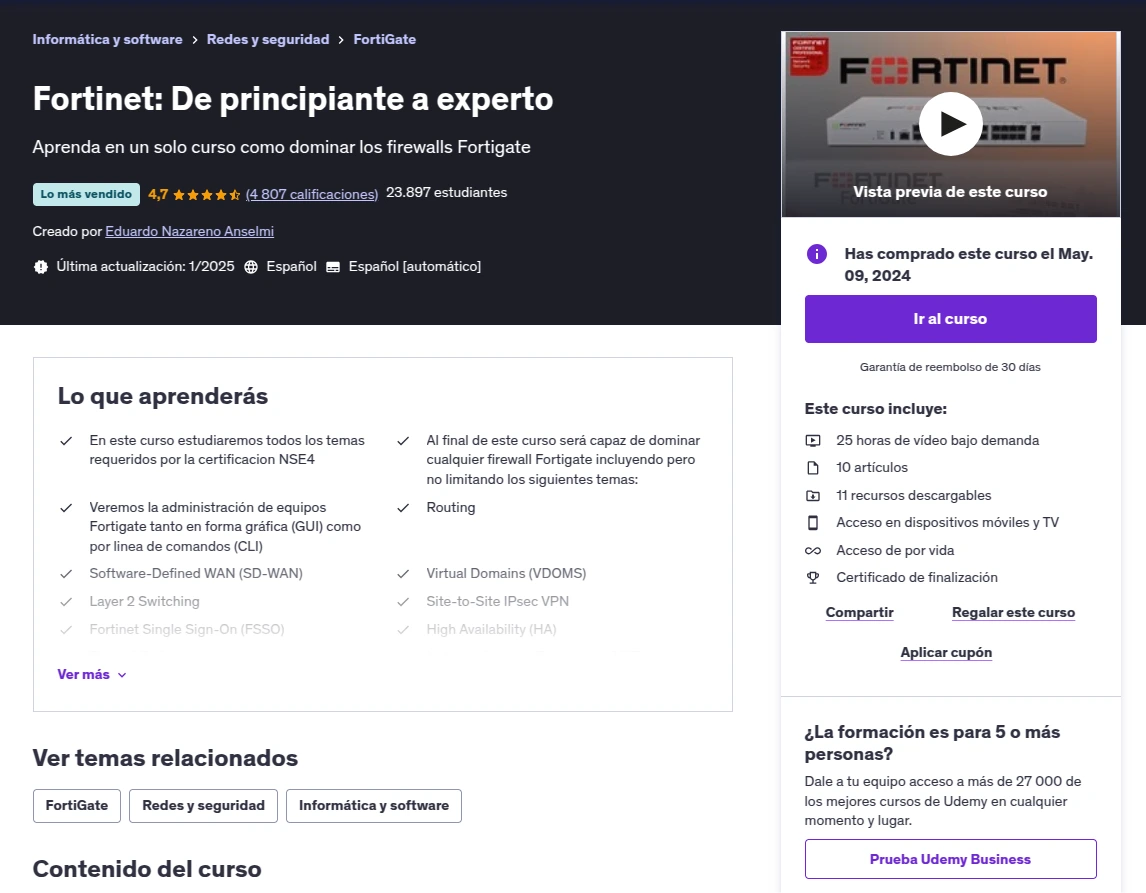 Informática y software > Redes y seguridad > FortiGate
Fortinet: De principiante a experto
Aprenda en un solo curso como dominar los firewalls Fortigate
Lo más vendido 4,7 (4 807 calificaciones) 23.897 estudiantes
Creado por Eduardo Nazareno Anselmi
Última actualización: 1/2025 Español Español [automático]
FORTINET
Vista previa de este curso
Has comprado este curso el May.
09, 2024
Ir al curso
Garantía de reembolso de 30 días
Este curso incluye:
25 horas de vídeo bajo demanda
10 artículos
11 recursos descargables
Acceso en dispositivos móviles y TV
Acceso de por vida
Certificado de finalización
Compartir
Regalar este curso
Aplicar cupón
¿La formación es para 5 o más
personas?
Dale a tu equipo acceso a más de 27 000 de
los mejores cursos de Udemy en cualquier
momento y lugar.
Prueba Udemy Business
Lo que aprenderás
En este curso estudiaremos todos los temas
requeridos por la certificacion NSE4
Al final de este curso será capaz de dominar
cualquier firewall Fortigate incluyendo pero
no limitando los siguientes temas:
Veremos la administración de equipos
Fortigate tanto en forma gráfica (GUI) como
por linea de comandos (CLI)
Routing
Software-Defined WAN (SD-WAN)
Virtual Domains (VDOMS)
Layer 2 Switching
Site-to-Site IPsec VPN
Fortinet Single Sign-On (FSSO)
High Availability (HA)
Ver más
Ver temas relacionados
FortiGate
Redes y seguridad
Informática y software
Contenido del curso